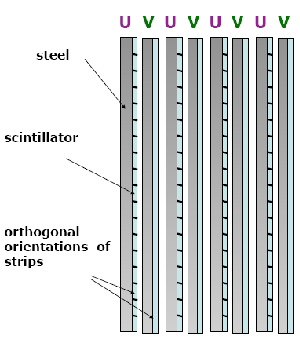 U V U V U V U V
steel
scintillator
orthogonal
orientations of
strips